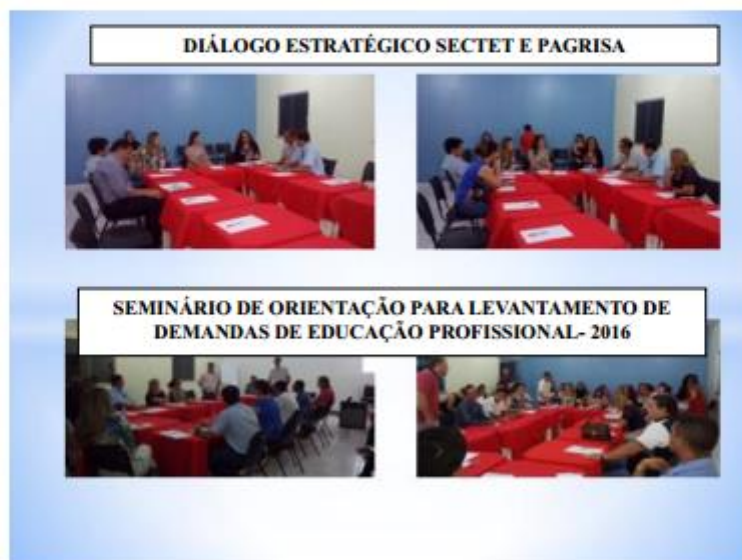 DIÁLOGO ESTRATÉGICO SECTET E PAGRISA
SEMINÁRIO DE ORIENTAÇÃO PARA LEVANTAMENTO DE
DEMANDAS DE EDUCAÇÃO PROFISSIONAL- 2016